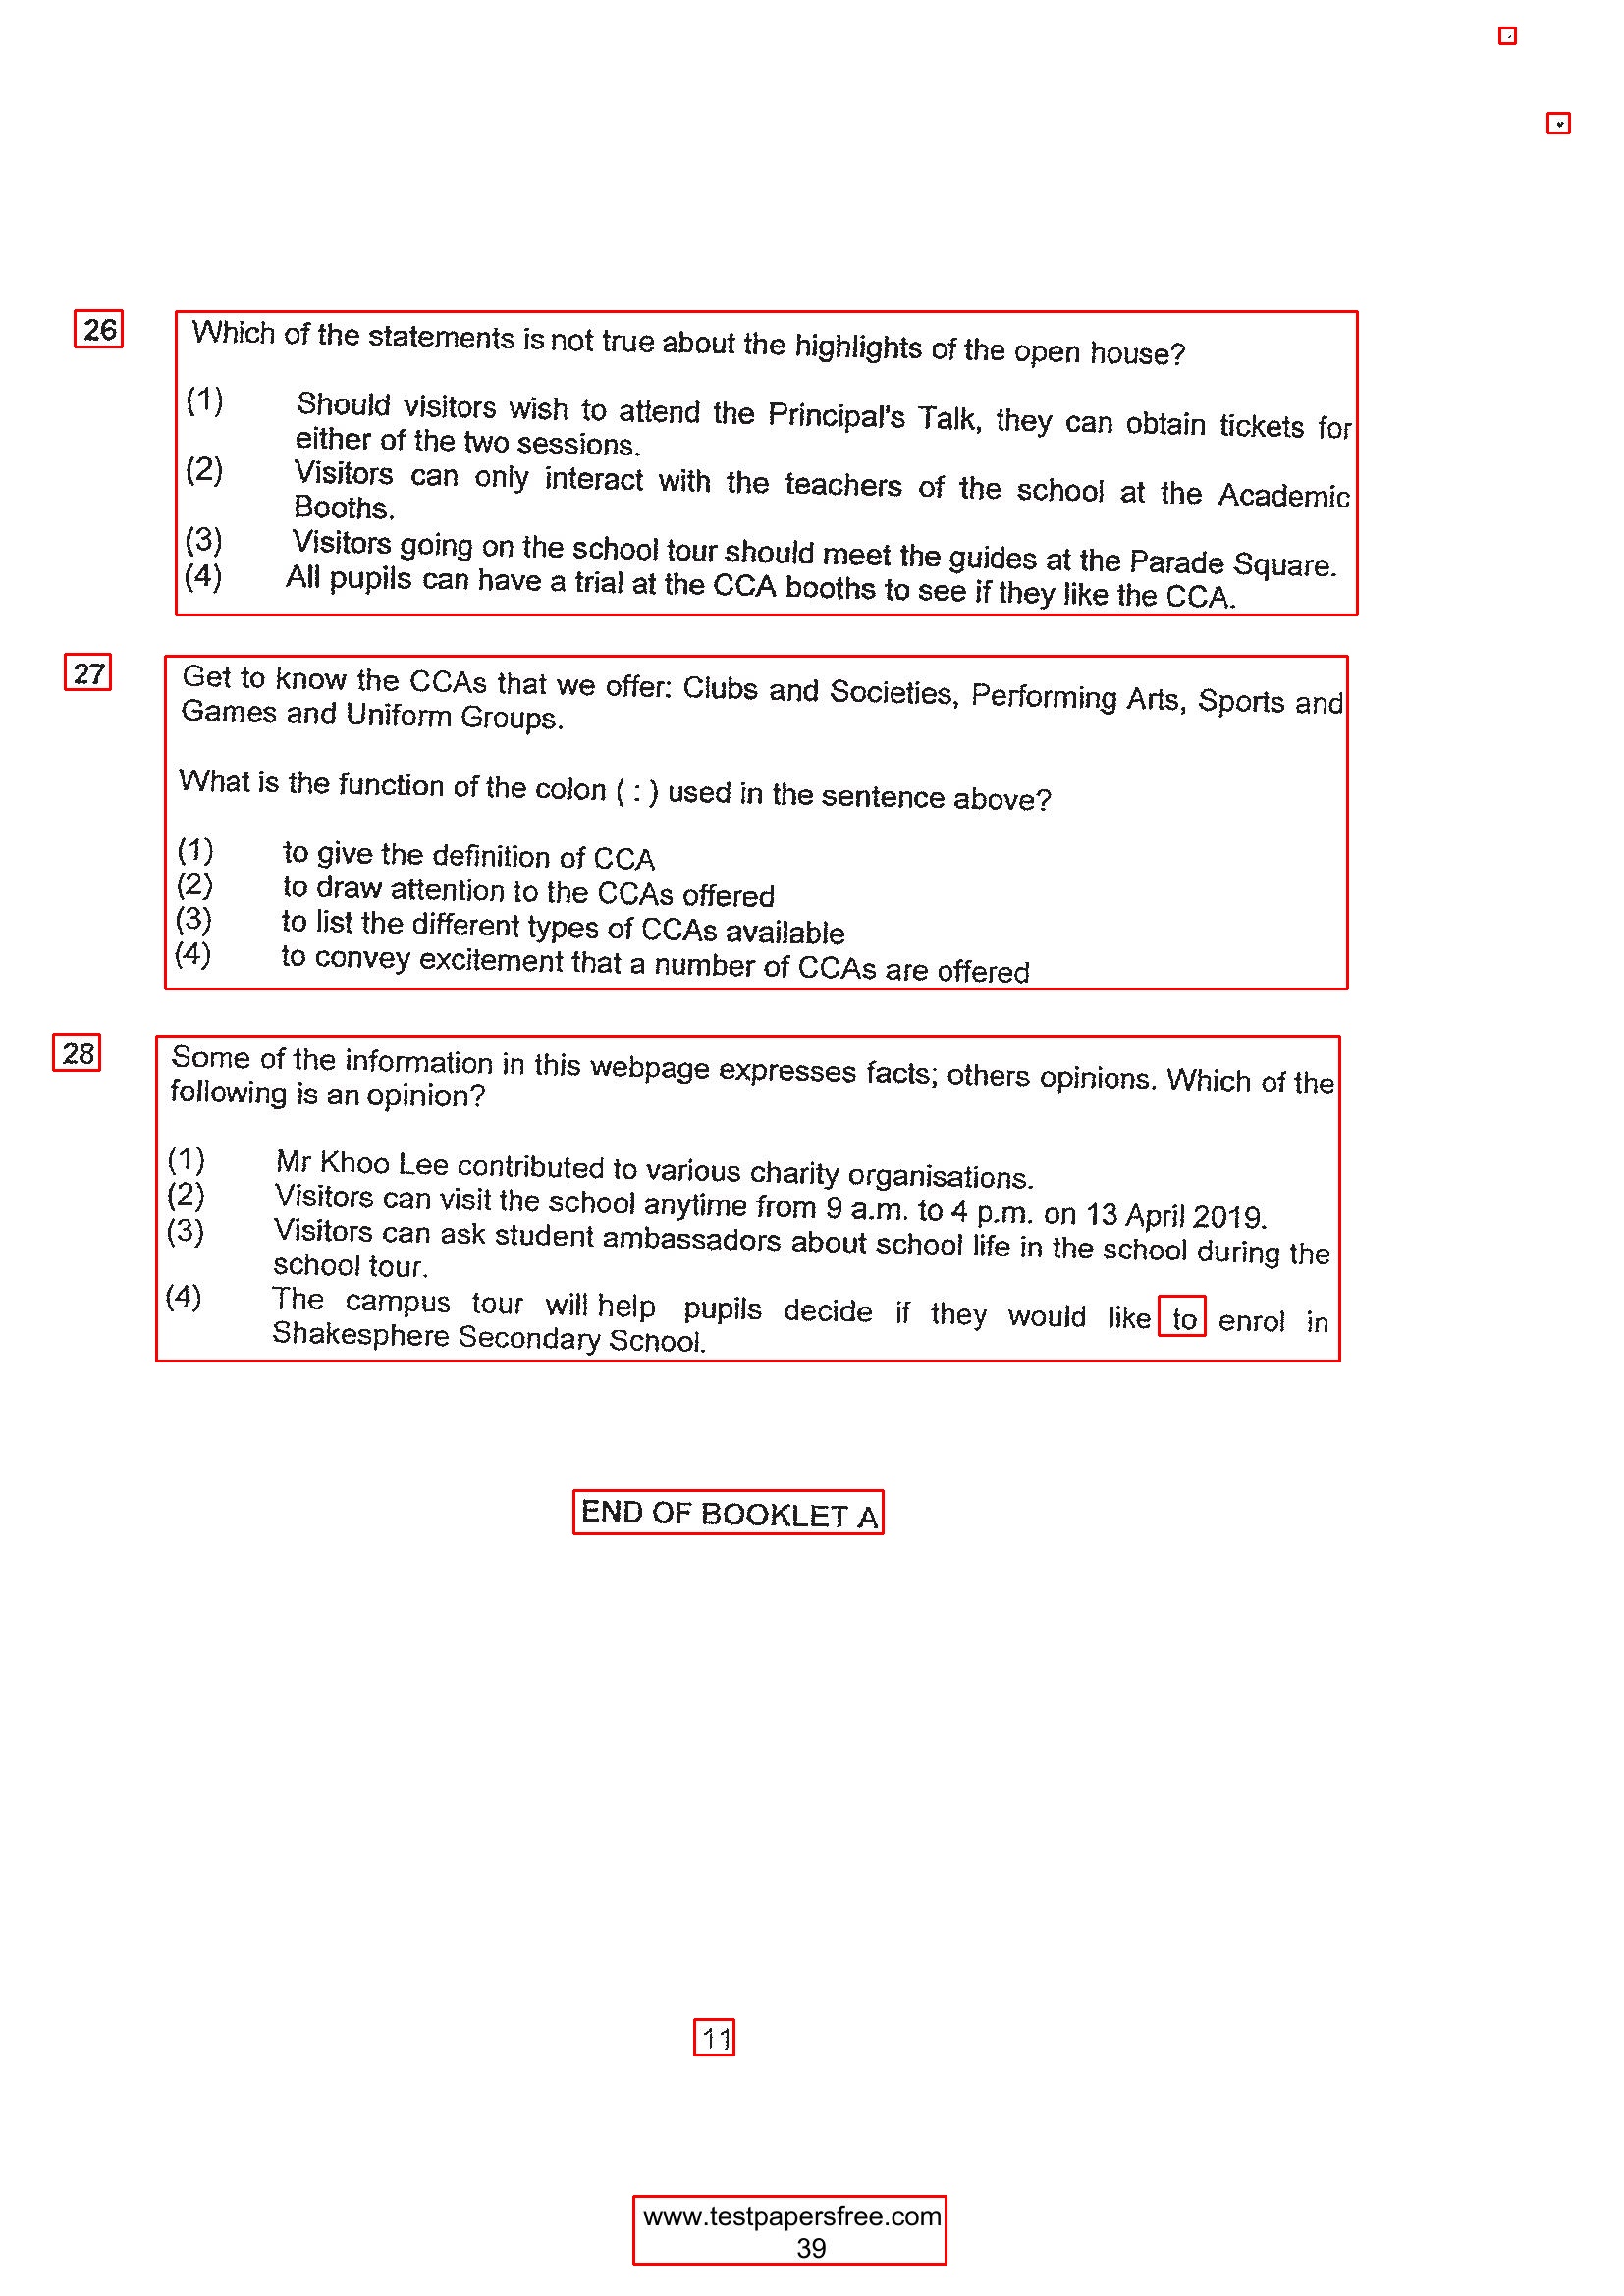 26 Which of the statements is not true about the highlights of the open house?
(1) Should visitors wish to attend the Principal's Talk, they can obtain tickets for
either of the two sessions.
(2) Visitors can only interact with the teachers of the school at the Academic
Booths.
(3) Visitors going on the school tour should meet the guides at the Parade Square.
(4) All pupils can have a trial at the CCA booths to see if they like the CCA.
27 Get to know the CCAs that we offer: Clubs and Societies, Performing Arts, Sports and
Games and Uniform Groups.
What is the function of the colon ( : ) used in the sentence above?
(1) to give the definition of CCA
(2) to draw attention to the CCAs offered
(3) to list the different types of CCAs available
(4) to convey excitement that a number of CCAs are offered
28 Some of the information in this webpage expresses facts; others opinions. Which of the
following is an opinion?
(1) Mr Khoo Lee contributed to various charity organisations.
(2) Visitors can visit the school anytime from 9 a.m. to 4 p.m. on 13 April 2019.
(3) Visitors can ask student ambassadors about school life in the school during the
school tour.
(4) The campus tour will help pupils decide if they would like to enrol in
Shakesphere Secondary School.
END OF BOOKLET A
11
www.testpapersfree.com
39